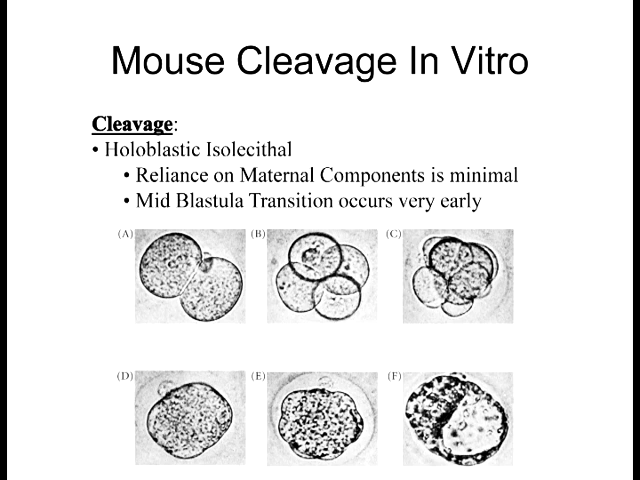 Mouse Cleavage In Vitro
Cleavage:
• Holoblastic Isolecithal
• Reliance on Maternal Components is minimal
• Mid Blastula Transition occurs very early
(A) (B) (C)
(D) (E) (F)